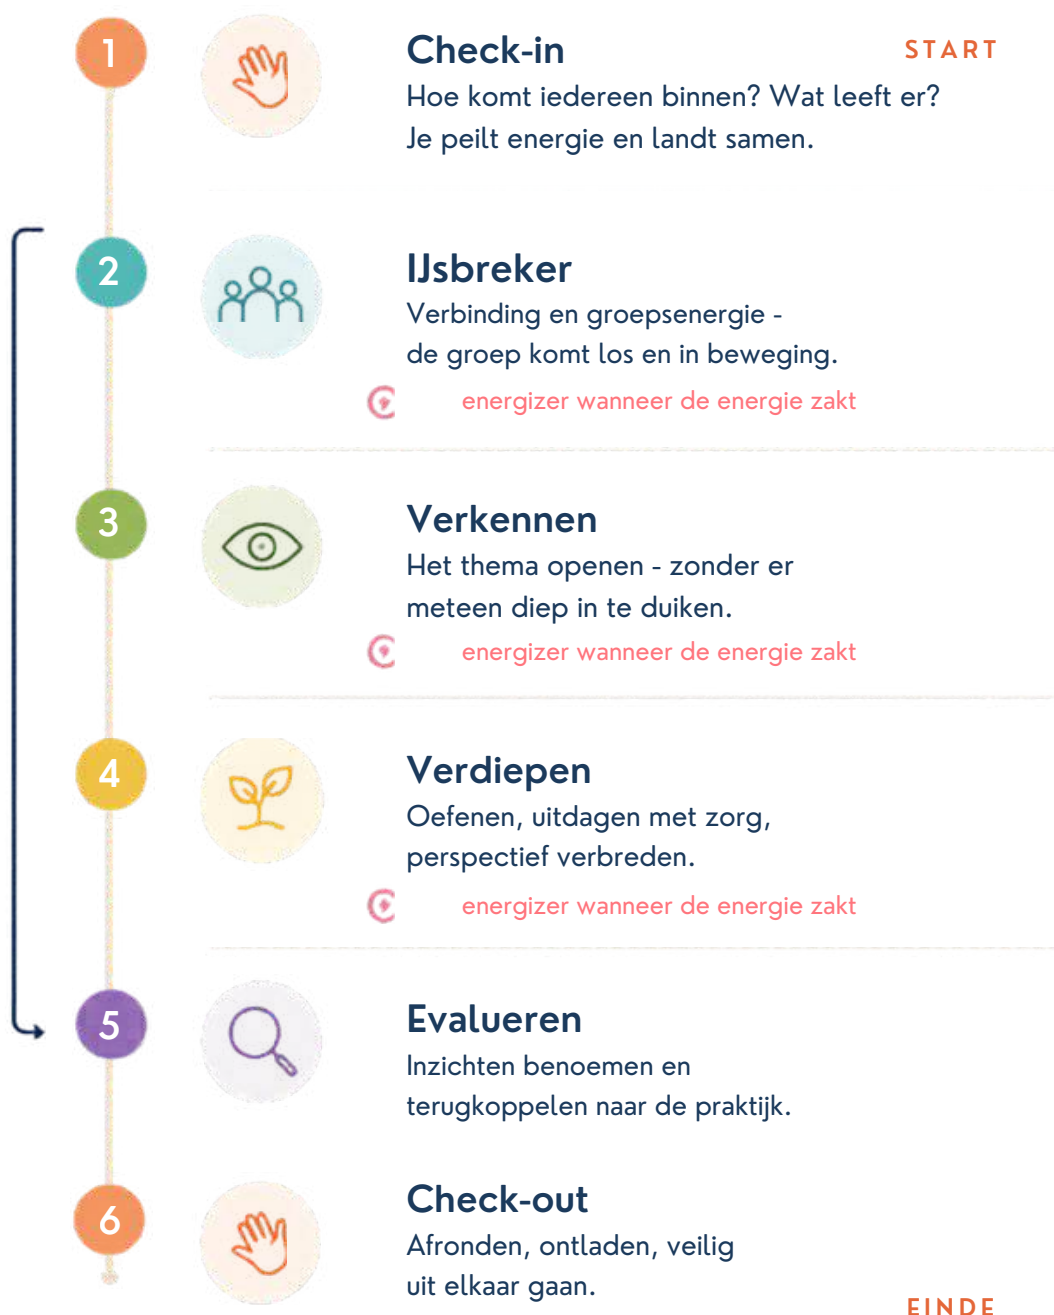 1
Check-in
START
Hoe komt iedereen binnen? Wat leeft er?
Je peilt energie en landt samen.
2
IJsbreker
Verbinding en groepsenergie -
de groep komt los en in beweging.
energizer wanneer de energie zakt
3
Verkennen
Het thema openen - zonder er
meteen diep in te duiken.
energizer wanneer de energie zakt
4
Verdiepen
Oefenen, uitdagen met zorg,
perspectief verbreden.
energizer wanneer de energie zakt
5
Evalueren
Inzichten benoemen en
terugkoppelen naar de praktijk.
6
Check-out
Afronden, ontladen, veilig
uit elkaar gaan.
EINDE